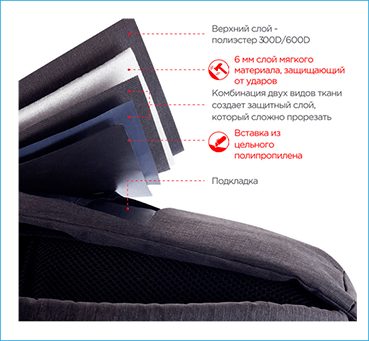 Верхний слой -
полиэстер 300D/600D
6 мм слой мягкого
материала, защищающий
от ударов
Комбинация двух видов ткани
создает защитный слой,
который сложно прорезать
Вставка из
цельного
полипропилена
Подкладка